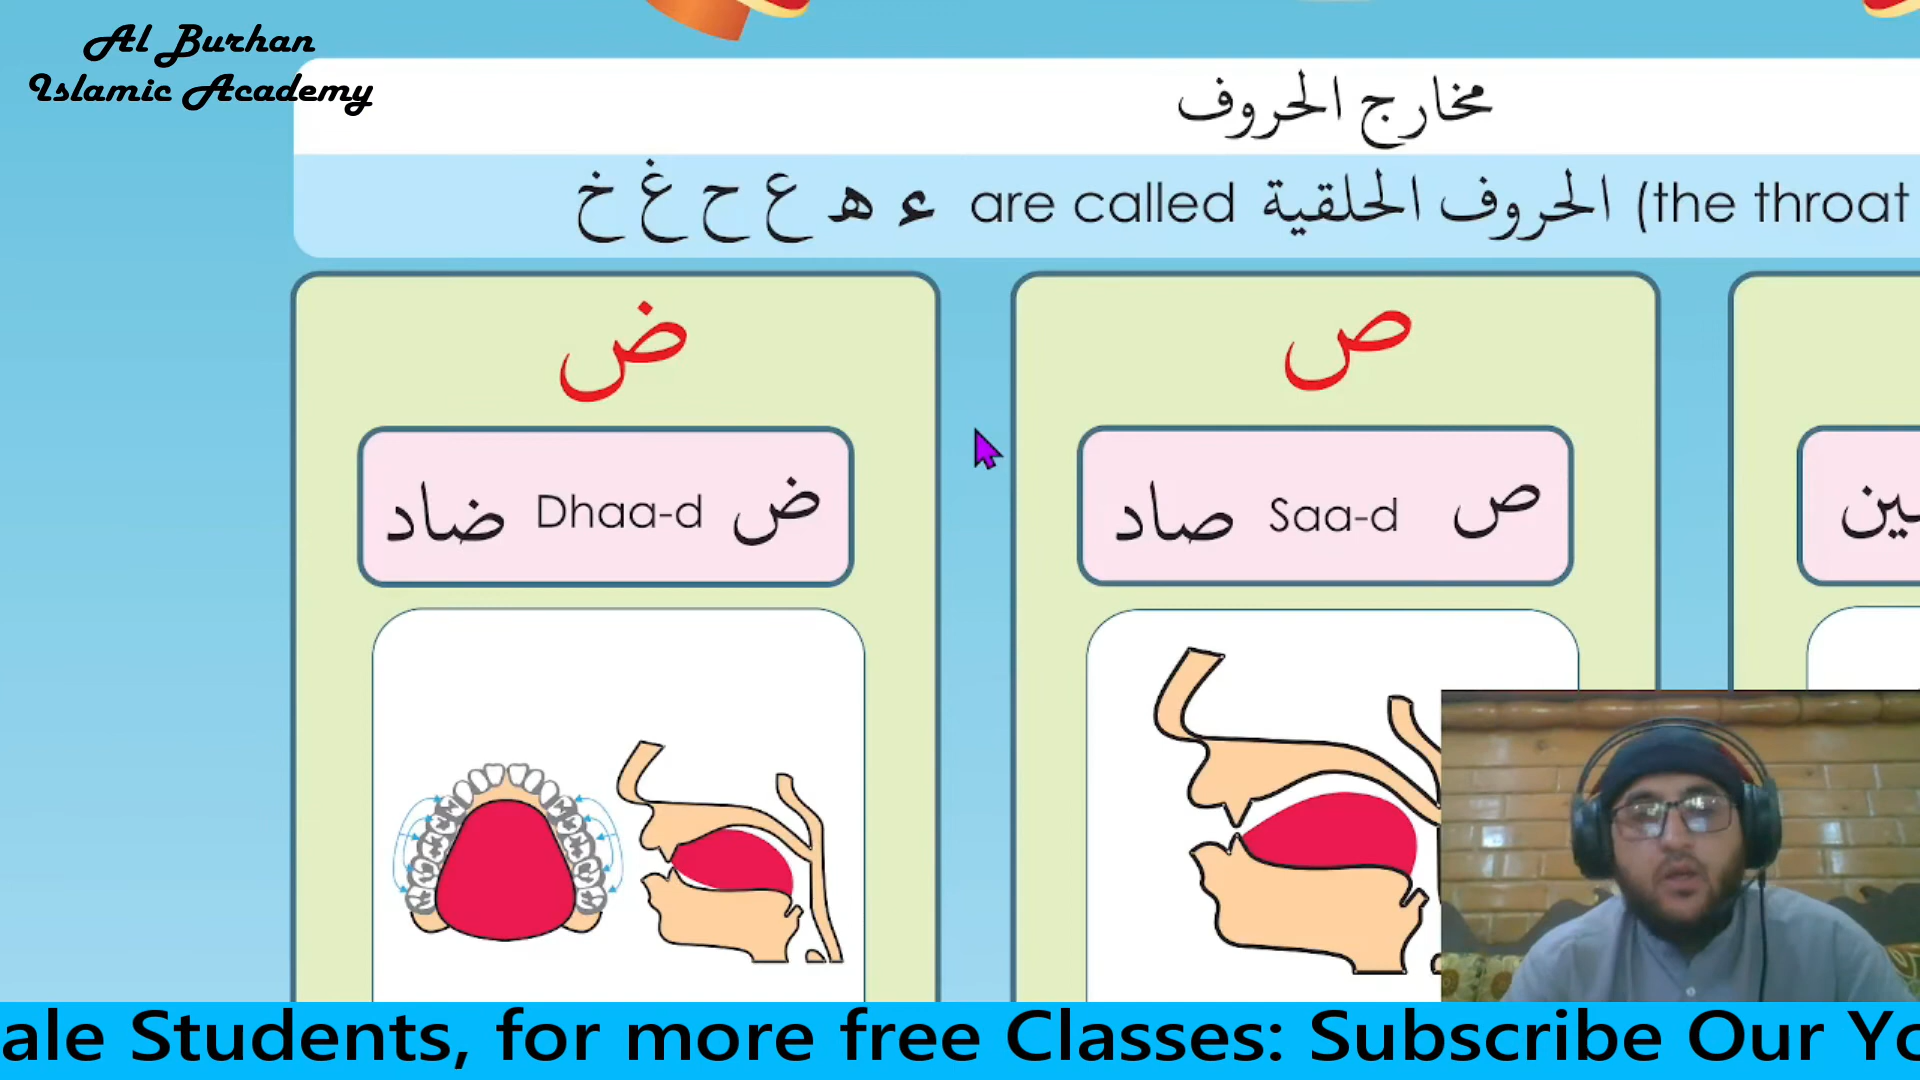 Al Burhan
Islamic Academy
مخارج الحروف
ء ه ع ح غ خ are called الحروف الحلقية (the throat
ض
ص
ض Dhaa-d ضاد
ص Saa-d صاد
ale Students, for more free Classes: Subscribe Our Yo